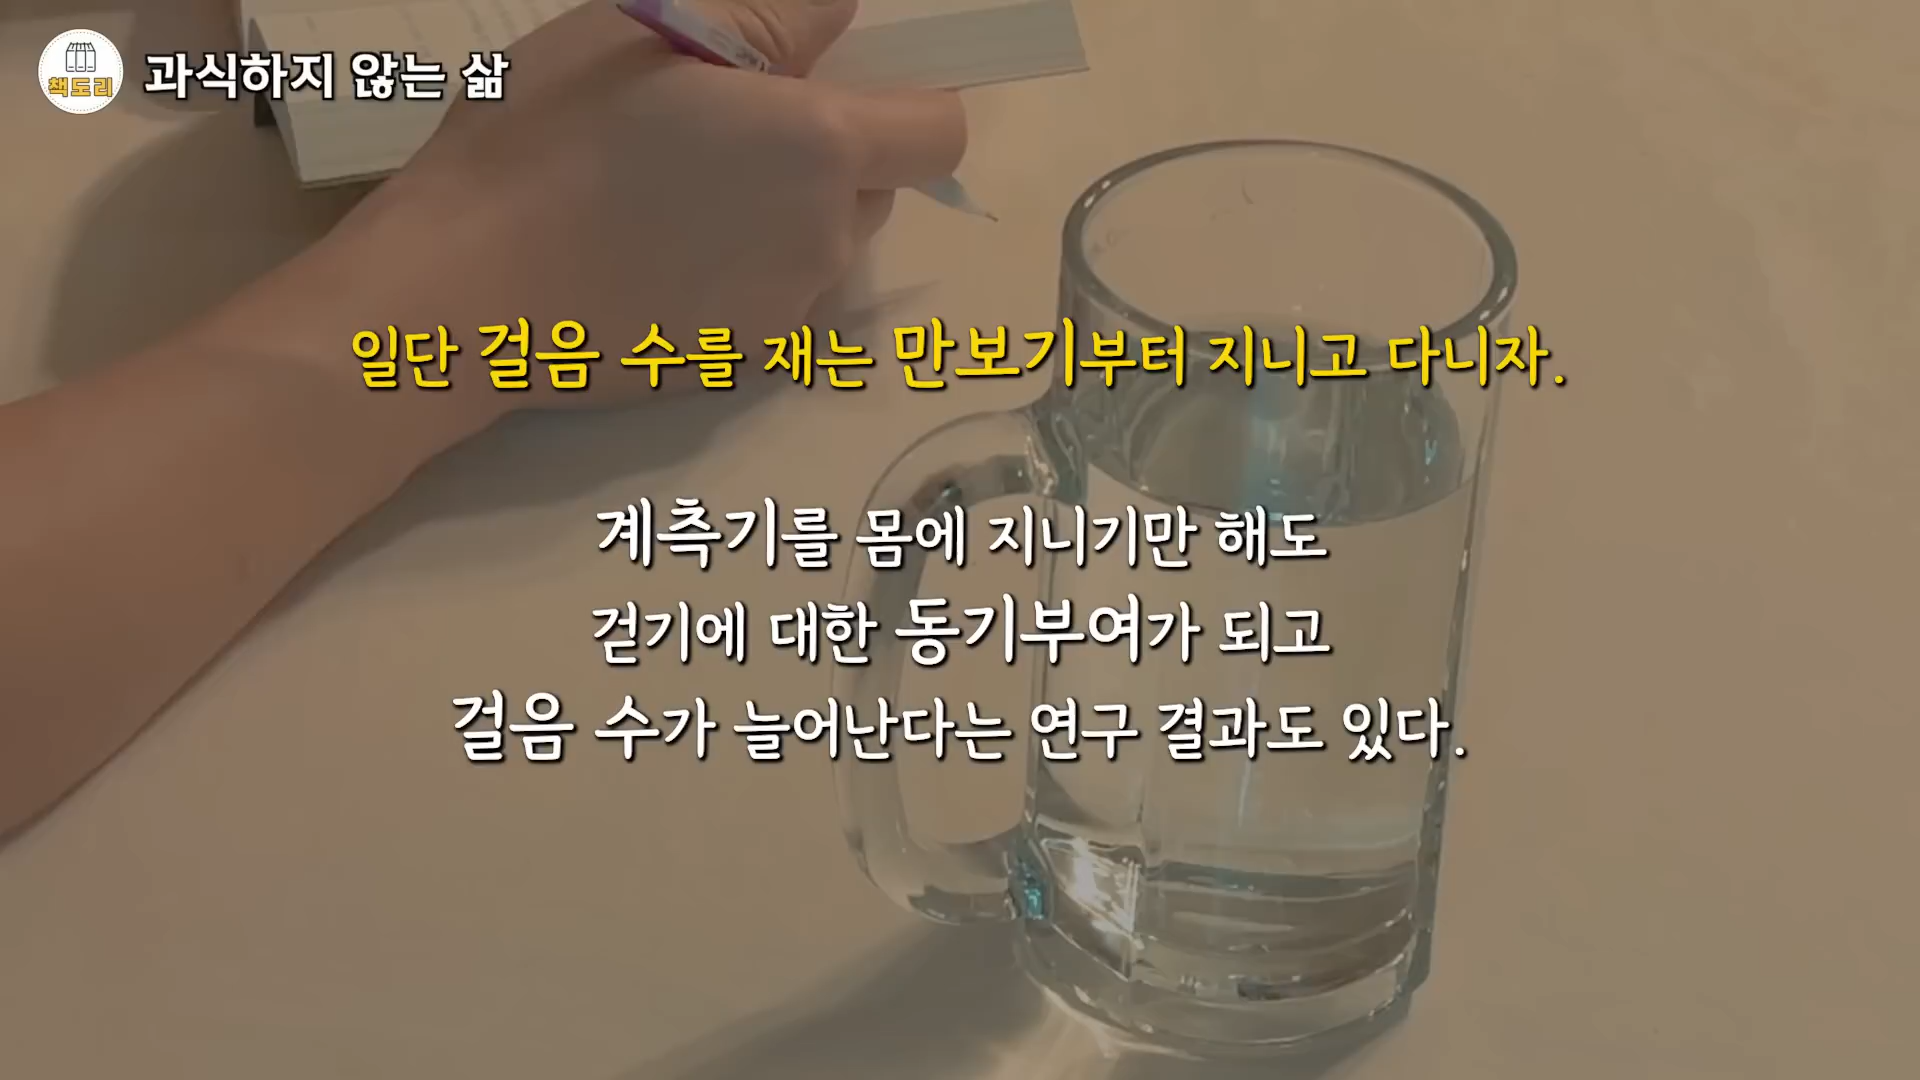 책도리
과식하지 않는 삶
일단 걸음 수를 재는 만보기부터 지니고 다니자.
계측기를 몸에 지니기만 해도
걷기에 대한 동기부여가 되고
걸음 수가 늘어난다는 연구 결과도 있다.